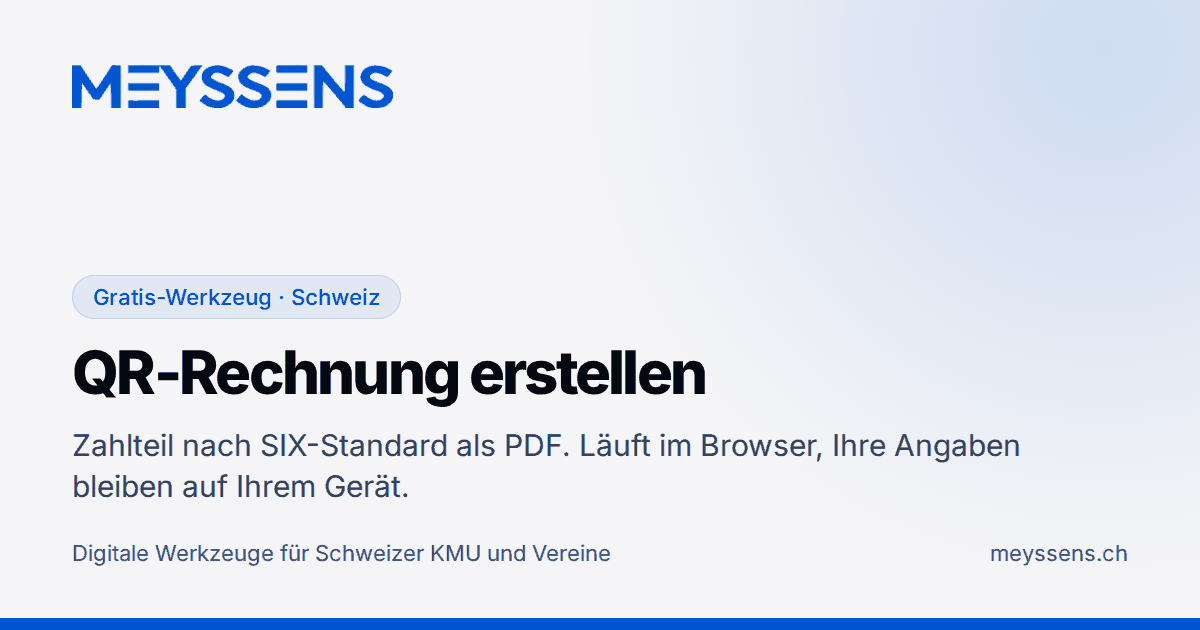 MEYSSENS
Gratis-Werkzeug · Schweiz
QR-Rechnung erstellen
Zahlteil nach SIX-Standard als PDF. Läuft im Browser, Ihre Angaben
bleiben auf Ihrem Gerät.
Digitale Werkzeuge für Schweizer KMU und Vereine
meyssens.ch